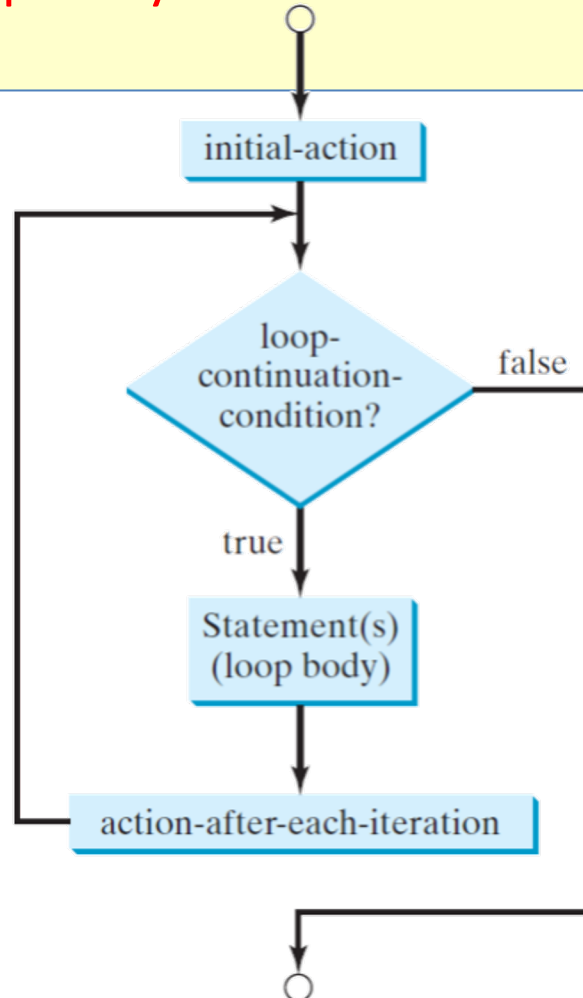 initial-action
loop-
continuation-
condition?
false
true
Statement(s)
(loop body)
action-after-each-iteration